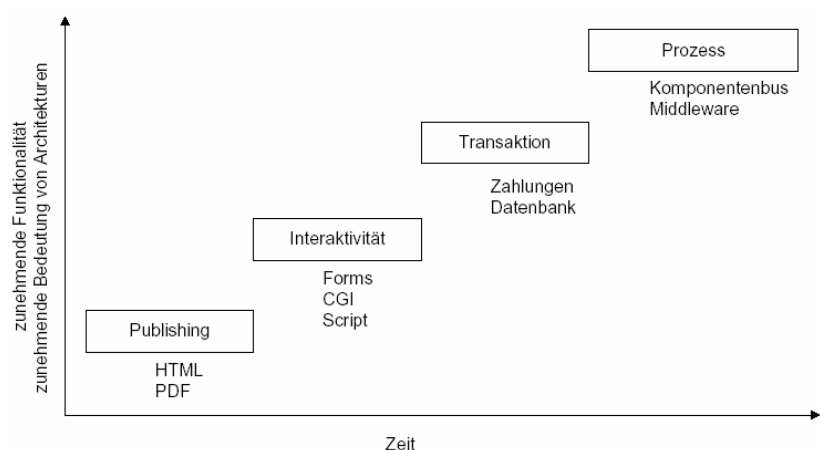 zunehmende Funktionalität
zunehmende Bedeutung von Architekturen
Prozess
Komponentenbus
Middleware
Transaktion
Zahlungen
Datenbank
Interaktivität
Forms
CGI
Script
Publishing
HTML
PDF
Zeit